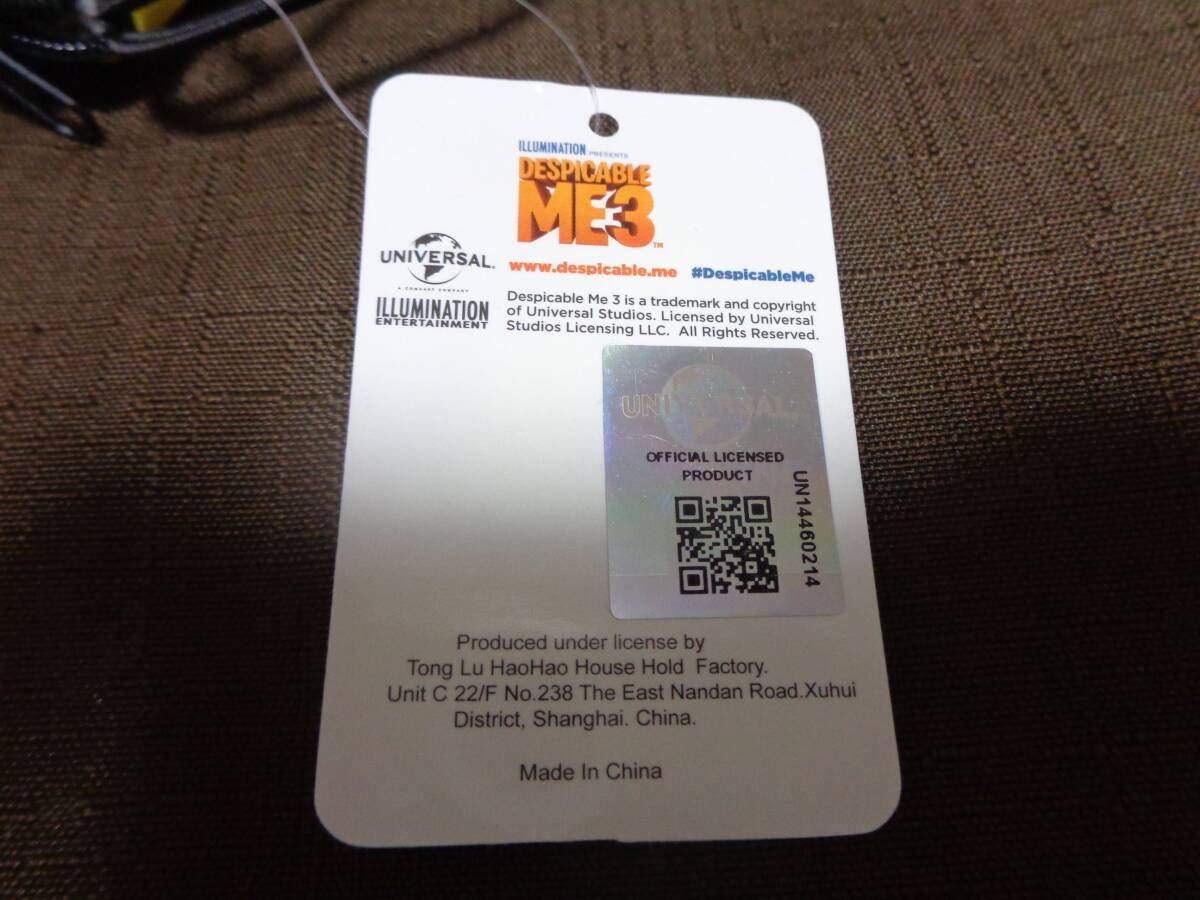 ILLUMINATION PRESENTS
DESPICABLE
ME3™
UNIVERSAL®
A COMCAST COMPANY
ILLUMINATION
ENTERTAINMENT
www.despicable.me #DespicableMe
Despicable Me 3 is a trademark and copyright
of Universal Studios. Licensed by Universal
Studios Licensing LLC. All Rights Reserved.
UNIVERSAL
OFFICIAL LICENSED
PRODUCT
UN14460214
Produced under license by
Tong Lu HaoHao House Hold Factory.
Unit C 22/F No.238 The East Nandan Road.Xuhui
District, Shanghai. China.
Made In China